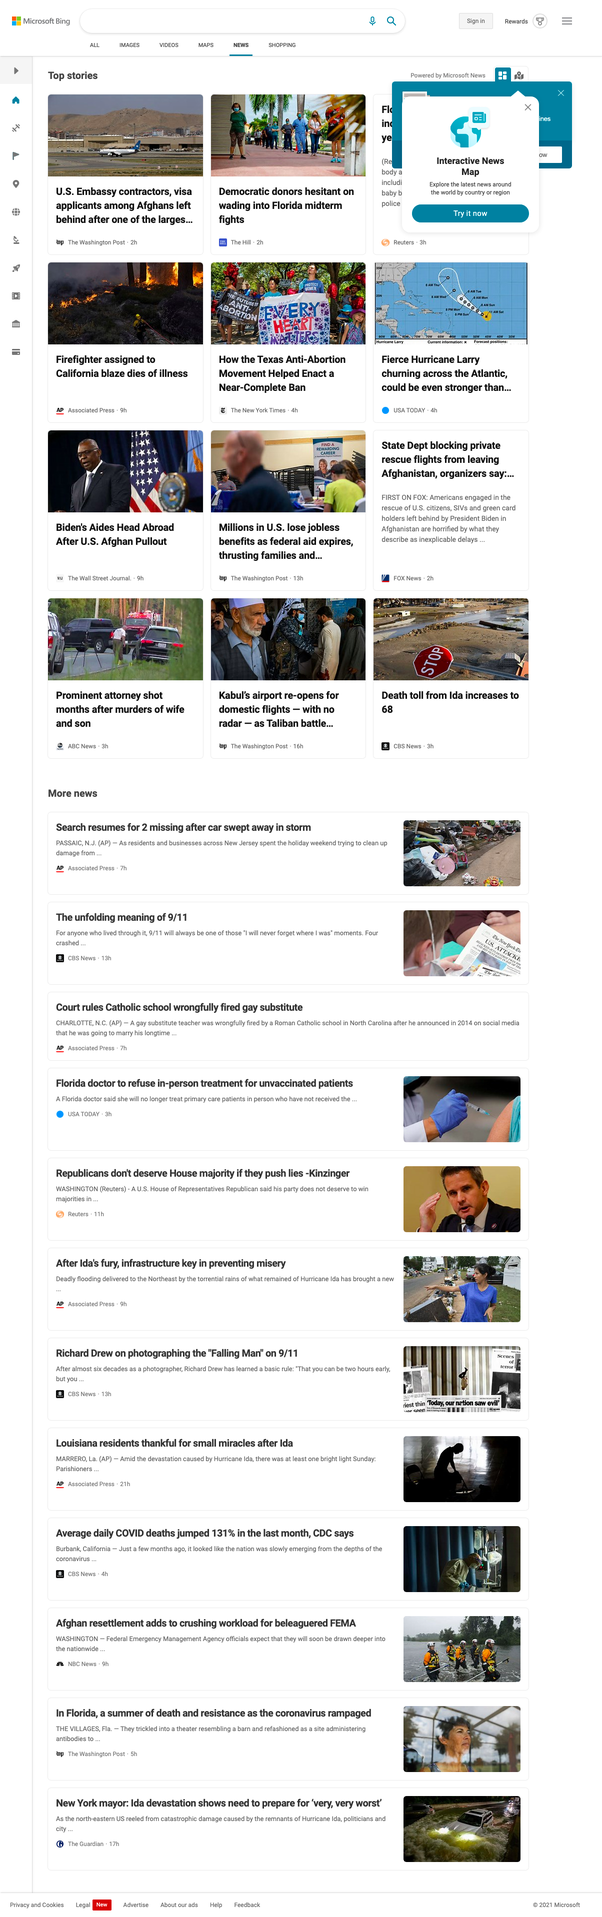 Microsoft Bing
Sign in
Rewards
ALL
IMAGES
VIDEOS
MAPS
NEWS
SHOPPING
Top stories
Powered by Microsoft News
Interactive News
Map
Explore the latest news around
the world by country or region
Try it now
U.S. Embassy contractors, visa
applicants among Afghans left
behind after one of the larges...
The Washington Post · 2h
Democratic donors hesitant on
wading into Florida midterm
fights
The Hill · 2h
Reuters · 3h
Firefighter assigned to
California blaze dies of illness
Associated Press · 9h
EVERY
HEART
MATTERS
How the Texas Anti-Abortion
Movement Helped Enact a
Near-Complete Ban
The New York Times · 4h
Fierce Hurricane Larry
churning across the Atlantic,
could be even stronger than...
USA TODAY · 4h
Biden's Aides Head Abroad
After U.S. Afghan Pullout
The Wall Street Journal · 9h
FIND A
REWARDING
CAREER
Millions in U.S. lose jobless
benefits as federal aid expires,
thrusting families and...
The Washington Post · 13h
State Dept blocking private
rescue flights from leaving
Afghanistan, organizers say:...
FIRST ON FOX: Americans engaged in the
rescue of U.S. citizens, SIVs and green card
holders left behind by President Biden in
Afghanistan are horrified by what they
describe as inexplicable delays ...
FOX News · 2h
Prominent attorney shot
months after murders of wife
and son
ABC News · 3h
Kabul's airport re-opens for
domestic flights — with no
radar — as Taliban battle...
The Washington Post · 16h
STOP
Death toll from Ida increases to
68
CBS News · 3h
More news
Search resumes for 2 missing after car swept away in storm
PASSAIC, N.J. (AP) — As residents and businesses across New Jersey spent the holiday weekend trying to clean up
damage from ...
Associated Press · 7h
The unfolding meaning of 9/11
For anyone who lived through it, 9/11 will always be one of those "I will never forget where I was" moments. Four
crashed ...
CBS News · 13h
Court rules Catholic school wrongfully fired gay substitute
CHARLOTTE, N.C. (AP) — A gay substitute teacher was wrongfully fired by a Roman Catholic school in North Carolina after he announced in 2014 on social media
that he was going to marry his longtime ...
Associated Press · 7h
Florida doctor to refuse in-person treatment for unvaccinated patients
A Florida doctor said she will no longer treat primary care patients in person who have not received the ...
USA TODAY · 3h
Republicans don't deserve House majority if they push lies -Kinzinger
WASHINGTON (Reuters) - A U.S. House of Representatives Republican said his party does not deserve to win
majorities in ...
Reuters · 11h
After Ida's fury, infrastructure key in preventing misery
Deadly flooding delivered to the Northeast by the torrential rains of what remained of Hurricane Ida has brought a new
...
Associated Press · 9h
Richard Drew on photographing the "Falling Man" on 9/11
After almost six decades as a photographer, Richard Drew has learned a basic rule: "That you can be two hours early,
but you ...
CBS News · 13h
'Today, our nation saw evil'
Louisiana residents thankful for small miracles after Ida
MARRERO, La. (AP) — Amid the devastation caused by Hurricane Ida, there was at least one bright light Sunday:
Parishioners ...
Associated Press · 21h
Average daily COVID deaths jumped 131% in the last month, CDC says
Burbank, California — Just a few months ago, it looked like the nation was slowly emerging from the depths of the
coronavirus ...
CBS News · 4h
Afghan resettlement adds to crushing workload for beleaguered FEMA
WASHINGTON — Federal Emergency Management Agency officials expect that they will soon be drawn deeper into
the nationwide ...
NBC News · 9h
In Florida, a summer of death and resistance as the coronavirus rampaged
THE VILLAGES, Fla. — They trickled into a theater resembling a barn and refashioned as a site administering
antibodies to ...
The Washington Post · 5h
New York mayor: Ida devastation shows need to prepare for 'very, very worst'
As the north-eastern US reeled from catastrophic damage caused by the remnants of Hurricane Ida, politicians and
city ...
The Guardian · 17h
Privacy and Cookies
Legal
New
Advertise
About our ads
Help
Feedback
© 2021 Microsoft